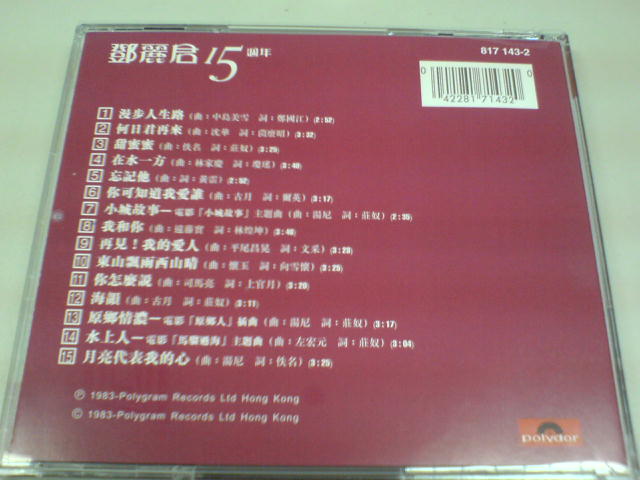 鄧麗君15週年
817 143-2
0 42281 71432 0
1 漫步人生路 (曲：中島美雪 詞：鄭國江) (2:52)
2 何日君再來 (曲：沈華 詞：) (3:32)
3 甜蜜蜜 (曲：佚名 詞：莊奴) (3:25)
4 在水一方 (曲：林家慶 詞：瓊瑤) (3:40)
5 忘記他 (曲：詞：黃霑) (2:52)
6 你可知道我愛誰 (曲：古月 詞：爾英) (3:17)
7 小城故事—電影「小城故事」主題曲 (曲：湯尼 詞：莊奴) (2:35)
8 我和你 (曲：遠藤實 詞：林煌坤) (3:40)
9 再見！我的愛人 (曲：平尾昌晃 詞：文采) (3:23)
10 東山飄雨西山晴 (曲：懷玉 詞：向雪懷) (3:25)
11 你怎麼說 (曲：司馬亮 詞：上官月) (3:20)
12 海韻 (曲：古月 詞：莊奴) (3:11)
13 原鄉情濃—電影「原鄉人」插曲 (曲：湯尼 詞：莊奴) (3:17)
14 水上人—電影「馬騮過海」主題曲 (曲：左宏元 詞：莊奴) (3:04)
15 月亮代表我的心 (曲：湯尼 詞：佚名) (3:25)
Ⓟ 1983-Polygram Records Ltd Hong Kong
© 1983-Polygram Records Ltd Hong Kong
polydor